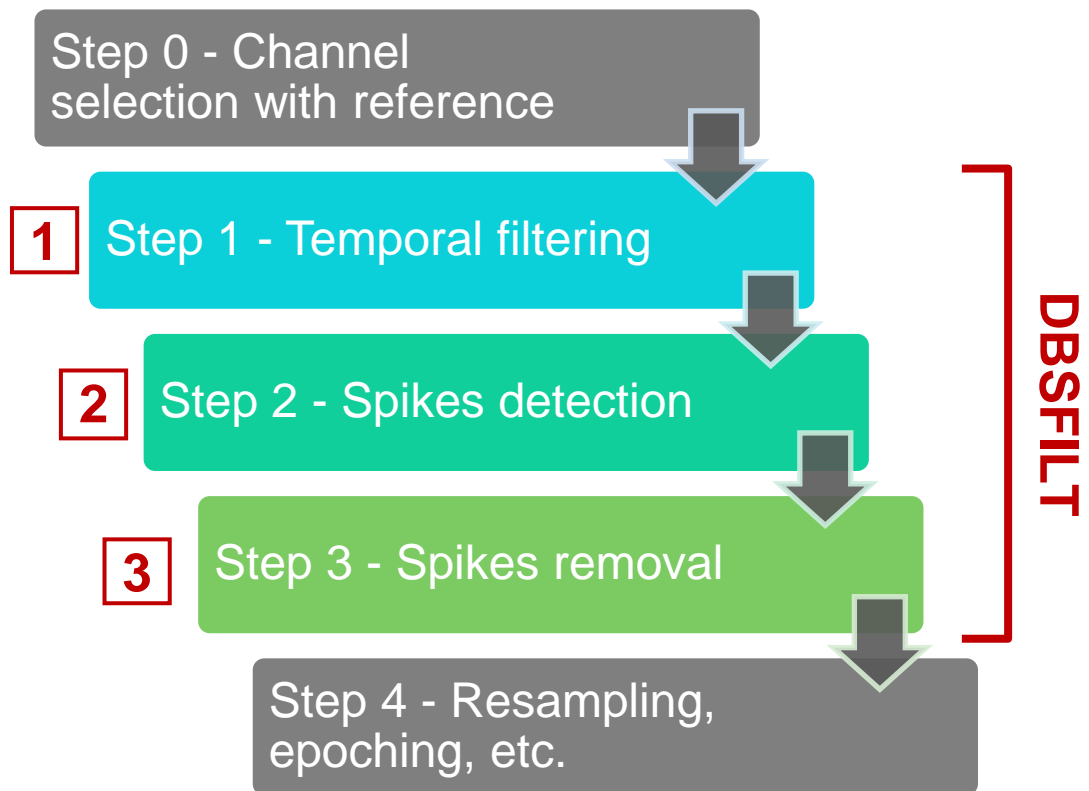 Step 0 - Channel
selection with reference
1
Step 1 - Temporal filtering
2
Step 2 - Spikes detection
3
Step 3 - Spikes removal
DBSFILT
Step 4 - Resampling,
epoching, etc.